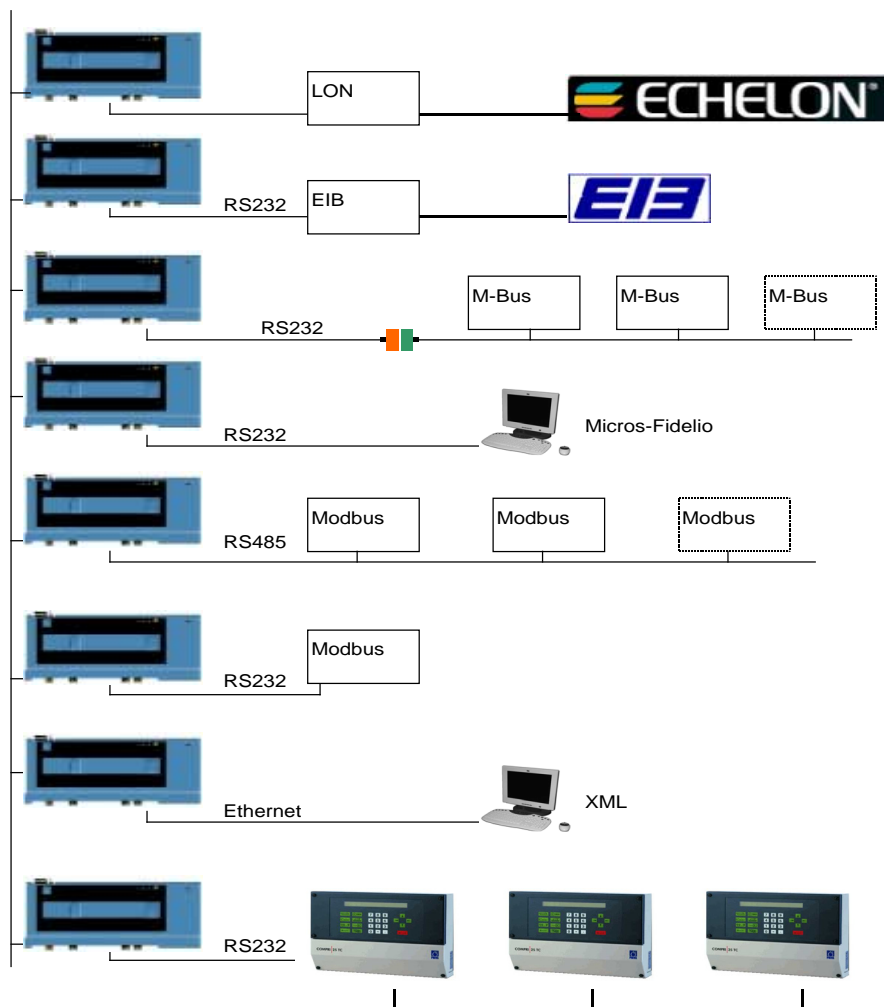 LON
ECHELON®
RS232
EIB
EIB
RS232
M-Bus
M-Bus
M-Bus
RS232
Micros-Fidelio
RS485
Modbus
Modbus
Modbus
RS232
Modbus
Ethernet
XML
RS232